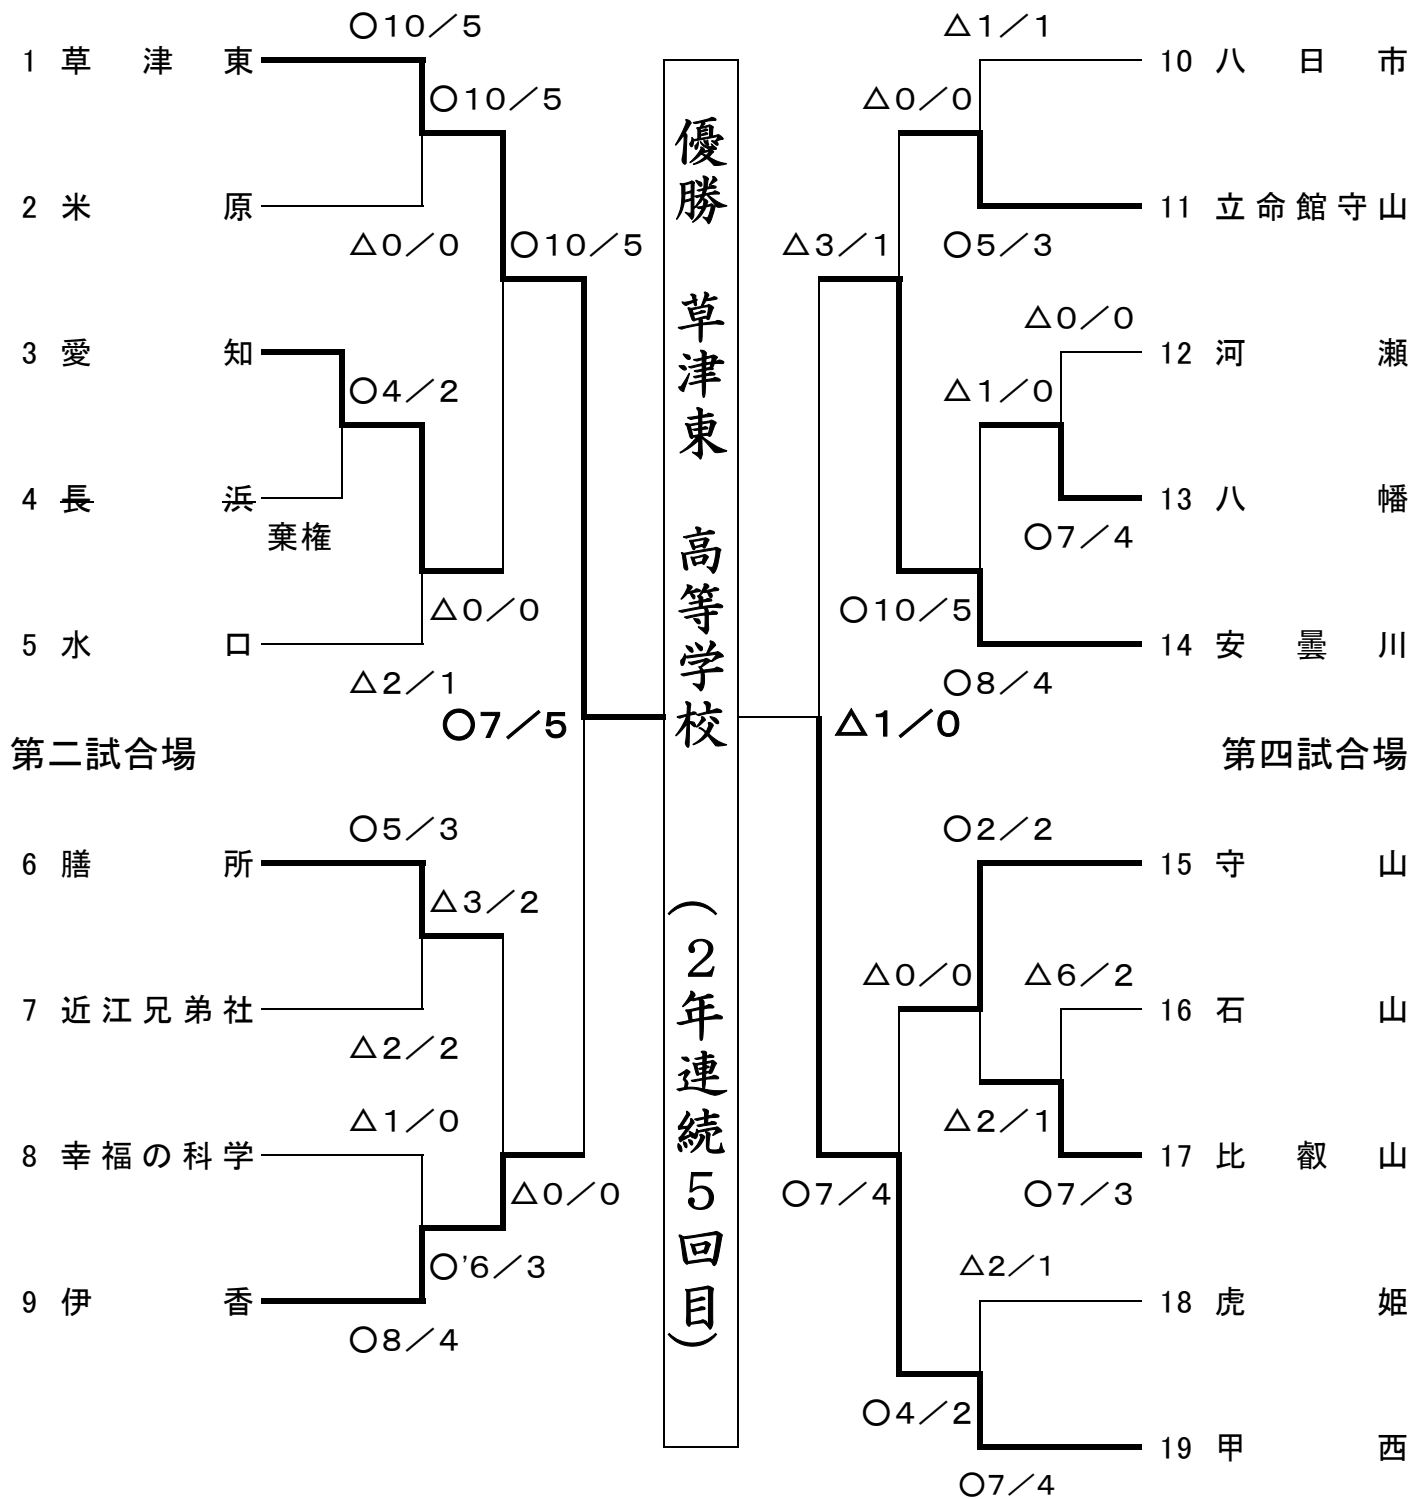 ○10／5
1 草津東
○10／5
2 米原
△0／0
○10／5
3 愛知
○4／2
4 長浜
棄権
△0／0
5 水口
△2／1
○7／5
第二試合場
○5／3
6 膳所
△3／2
7 近江兄弟社
△2／2
△1／0
8 幸福の科学
△0／0
○'6／3
9 伊香
○8／4
優勝 草津東 高等学校 (２年連続５回目)
△1／1
10 八日市
△0／0
11 立命館守山
△3／1
○5／3
△0／0
12 河瀬
△1／0
13 八幡
○7／4
○10／5
14 安曇川
○8／4
△1／0
第四試合場
○2／2
15 守山
△0／0
△6／2
16 石山
△2／1
17 比叡山
○7／4
○7／3
△2／1
18 虎姫
○4／2
19 甲西
○7／4